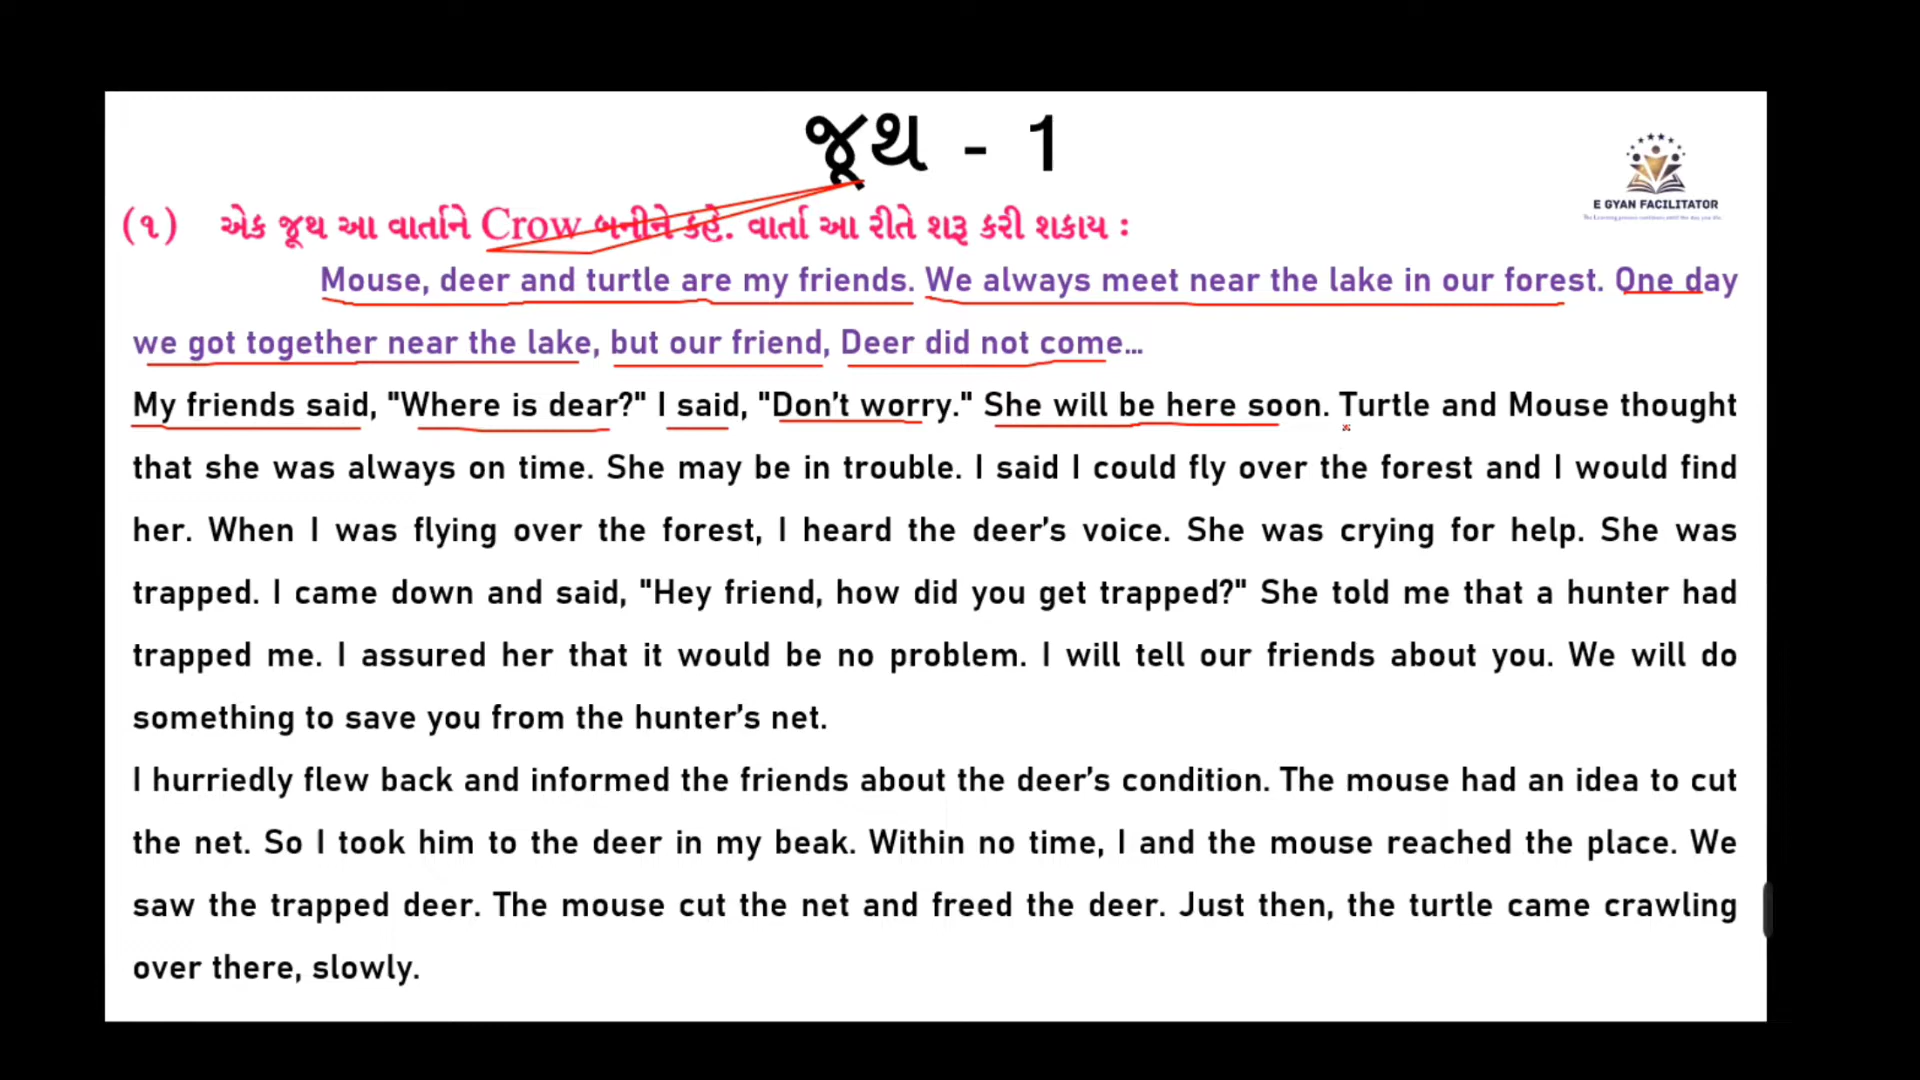 જૂથ - 1
E GYAN FACILITATOR
(૧) એક જૂથ આ વાર્તાને Crow બનીને કહે. વાર્તા આ રીતે શરૂ કરી શકાય :
Mouse, deer and turtle are my friends. We always meet near the lake in our forest. One day
we got together near the lake, but our friend, Deer did not come...
My friends said, "Where is dear?" I said, "Don't worry." She will be here soon. Turtle and Mouse thought
that she was always on time. She may be in trouble. I said I could fly over the forest and I would find
her. When I was flying over the forest, I heard the deer's voice. She was crying for help. She was
trapped. I came down and said, "Hey friend, how did you get trapped?" She told me that a hunter had
trapped me. I assured her that it would be no problem. I will tell our friends about you. We will do
something to save you from the hunter's net.
I hurriedly flew back and informed the friends about the deer's condition. The mouse had an idea to cut
the net. So I took him to the deer in my beak. Within no time, I and the mouse reached the place. We
saw the trapped deer. The mouse cut the net and freed the deer. Just then, the turtle came crawling
over there, slowly.